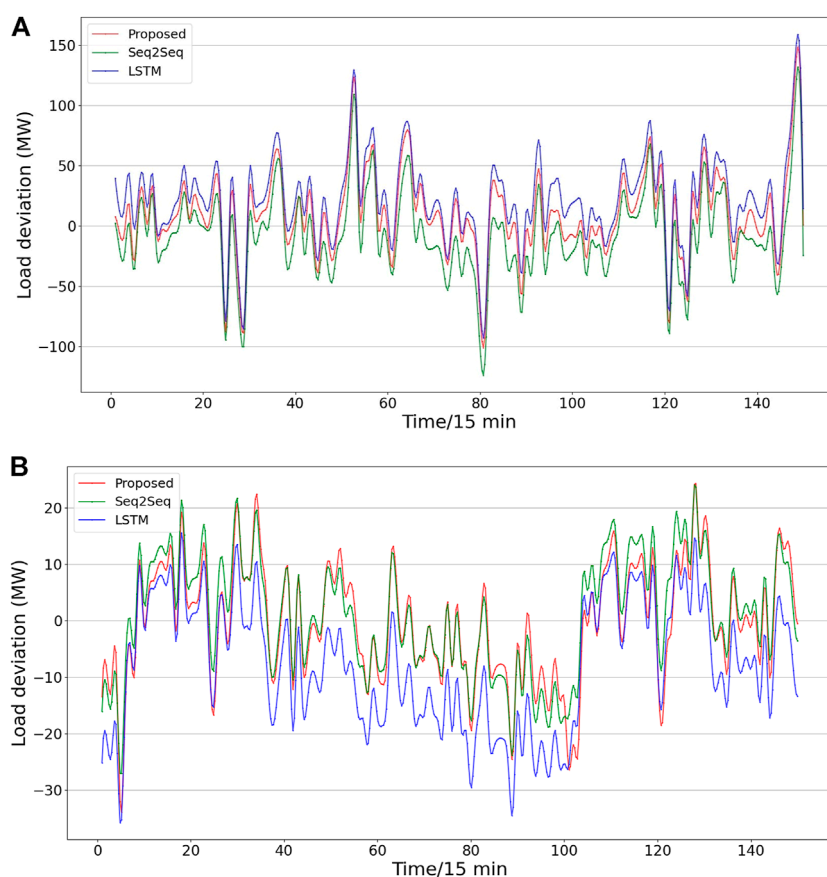 A
Proposed
Seq2Seq
LSTM
150
100
50
0
−50
−100
Load deviation (MW)
0 20 40 60 80 100 120 140
Time/15 min
B
Proposed
Seq2Seq
LSTM
20
10
0
−10
−20
−30
Load deviation (MW)
0 20 40 60 80 100 120 140
Time/15 min